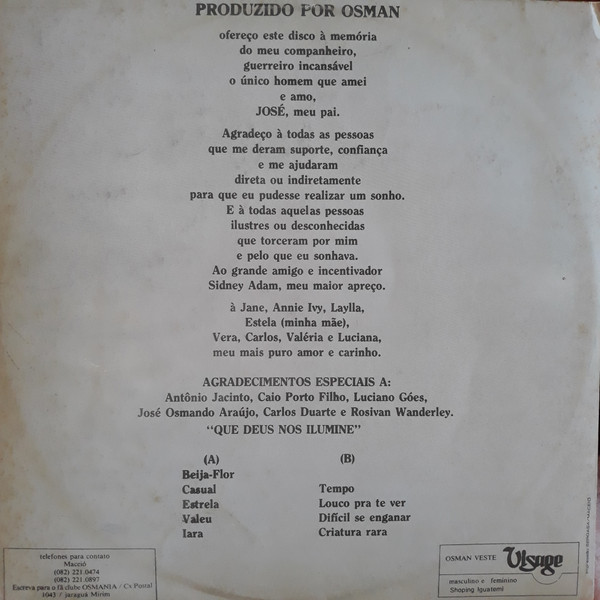 PRODUZIDO POR OSMAN
ofereço este disco à memória
do meu companheiro,
guerreiro incansável
o único homem que amei
e amo,
JOSÉ, meu pai.
Agradeço à todas as pessoas
que me deram suporte, confiança
e me ajudaram
direta ou indiretamente
para que eu pudesse realizar um sonho.
E à todas aquelas pessoas
ilustres ou desconhecidas
que torceram por mim
e pelo que eu sonhava.
Ao grande amigo e incentivador
Sidney Adam, meu maior apreço.
à Jane, Annie Ivy, Laylla,
Estela (minha mãe),
Vera, Carlos, Valéria e Luciana,
meu mais puro amor e carinho.
AGRADECIMENTOS ESPECIAIS A:
Antônio Jacinto, Caio Porto Filho, Luciano Góes,
José Osmando Araújo, Carlos Duarte e Rosivan Wanderley.
"QUE DEUS NOS ILUMINE"
(A)
Beija-Flor
Casual
Estrela
Valeu
Iara
(B)
Tempo
Louco pra te ver
Difícil se enganar
Criatura rara
telefones para contato
Maceió
(082) 221.0474
(082) 221.0897
Escreva para o fã clube OSMANIA / Cx Postal
1042 / jaraguá Mirim
OSMAN VESTE Visage
masculino e feminino
Shoping Iguatemi